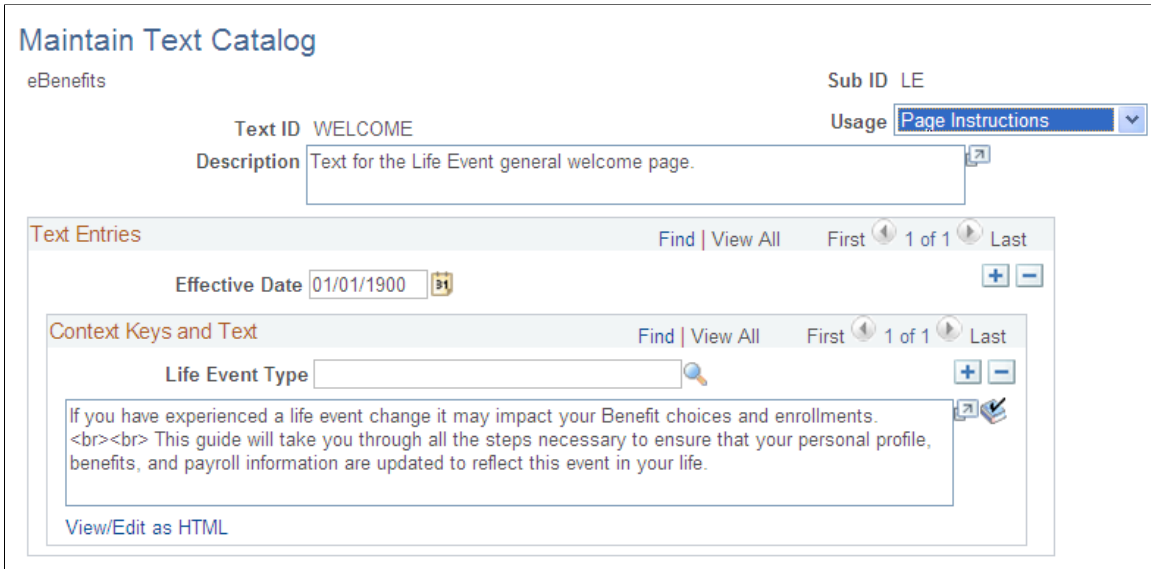 Maintain Text Catalog
eBenefits
Sub ID LE
Text ID WELCOME
Usage Page Instructions
Description Text for the Life Event general welcome page.
Text Entries
Find | View All First 1 of 1 Last
Effective Date 01/01/1900 31
Context Keys and Text
Find | View All First 1 of 1 Last
Life Event Type
If you have experienced a life event change it may impact your Benefit choices and enrollments.
<br><br> This guide will take you through all the steps necessary to ensure that your personal profile,
benefits, and payroll information are updated to reflect this event in your life.
View/Edit as HTML